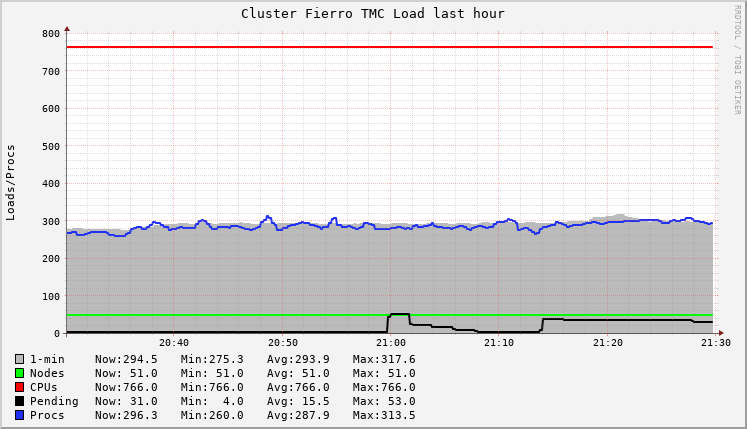 Cluster Fierro TMC Load last hour
RRDTOOL / TOBI OETIKER
Loads/Procs
800
700
600
500
400
300
200
100
0
20:40 20:50 21:00 21:10 21:20 21:30
1-min Now:294.5 Min:275.3 Avg:293.9 Max:317.6
Nodes Now: 51.0 Min: 51.0 Avg: 51.0 Max: 51.0
CPUs Now:766.0 Min:766.0 Avg:766.0 Max:766.0
Pending Now: 31.0 Min: 4.0 Avg: 15.5 Max: 53.0
Procs Now:296.3 Min:260.0 Avg:287.9 Max:313.5